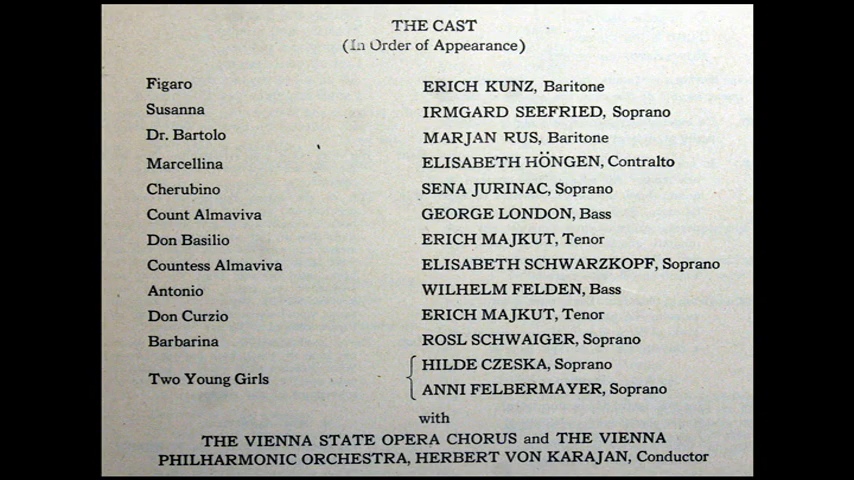 THE CAST
(In Order of Appearance)
Figaro ERICH KUNZ, Baritone
Susanna IRMGARD SEEFRIED, Soprano
Dr. Bartolo MARJAN RUS, Baritone
Marcellina ELISABETH HÖNGEN, Contralto
Cherubino SENA JURINAC, Soprano
Count Almaviva GEORGE LONDON, Bass
Don Basilio ERICH MAJKUT, Tenor
Countess Almaviva ELISABETH SCHWARZKOPF, Soprano
Antonio WILHELM FELDEN, Bass
Don Curzio ERICH MAJKUT, Tenor
Barbarina ROSL SCHWAIGER, Soprano
HILDE CZESKA, Soprano
Two Young Girls
ANNI FELBERMAYER, Soprano
with
THE VIENNA STATE OPERA CHORUS and THE VIENNA
PHILHARMONIC ORCHESTRA, HERBERT VON KARAJAN, Conductor